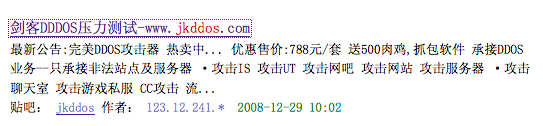 剑客DDDOS压力测试-www.jkddos.com
最新公告:完美DDOS攻击器 热卖中... 优惠售价:788元/套 送500肉鸡,抓包软件 承接DDOS
业务--只承接非法站点及服务器 ·攻击IS 攻击UT 攻击网吧 攻击网站 攻击服务器 ·攻击
聊天室 攻击游戏私服 CC攻击 流...
贴吧: jkddos 作者: 123.12.241.* 2008-12-29 10:02